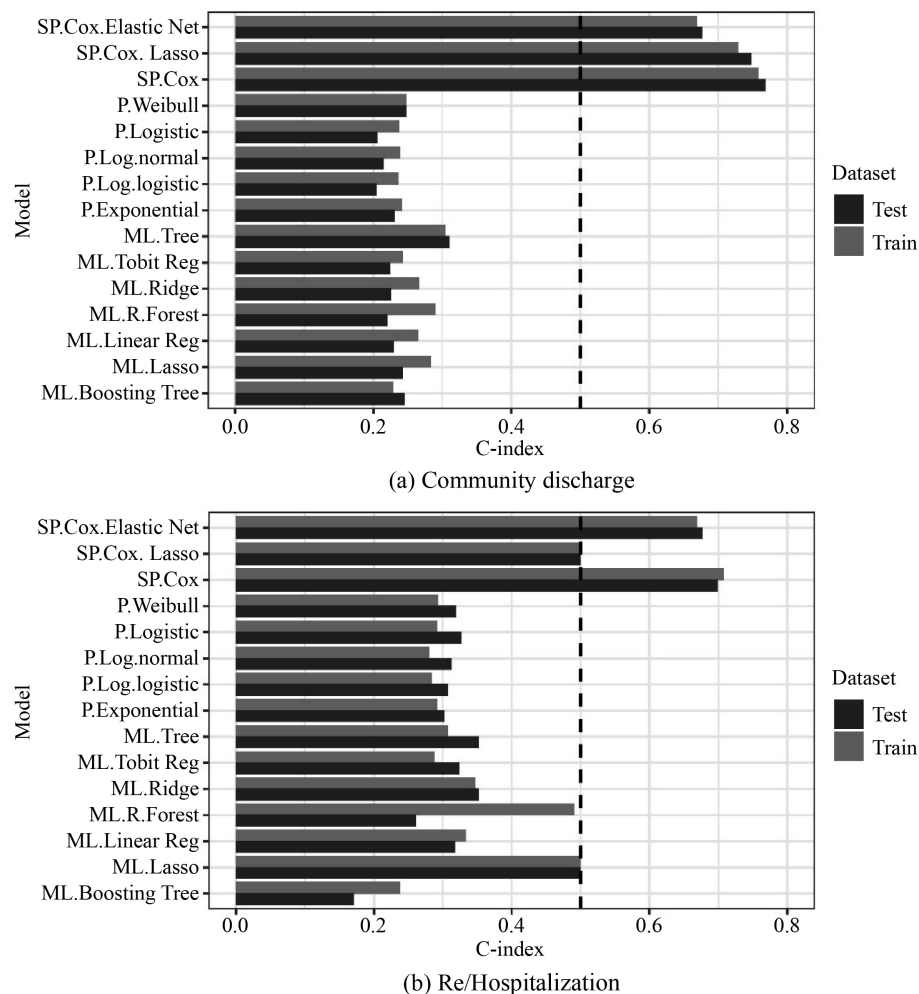 SP.Cox.Elastic Net
SP.Cox. Lasso
SP.Cox
P.Weibull
P.Logistic
P.Log.normal
P.Log.logistic
P.Exponential
ML.Tree
ML.Tobit Reg
ML.Ridge
ML.R.Forest
ML.Linear Reg
ML.Lasso
ML.Boosting Tree
Model
Dataset
Test
Train
0.0 0.2 0.4 0.6 0.8
C-index
(a) Community discharge
SP.Cox.Elastic Net
SP.Cox. Lasso
SP.Cox
P.Weibull
P.Logistic
P.Log.normal
P.Log.logistic
P.Exponential
ML.Tree
ML.Tobit Reg
ML.Ridge
ML.R.Forest
ML.Linear Reg
ML.Lasso
ML.Boosting Tree
Model
Dataset
Test
Train
0.0 0.2 0.4 0.6 0.8
C-index
(b) Re/Hospitalization